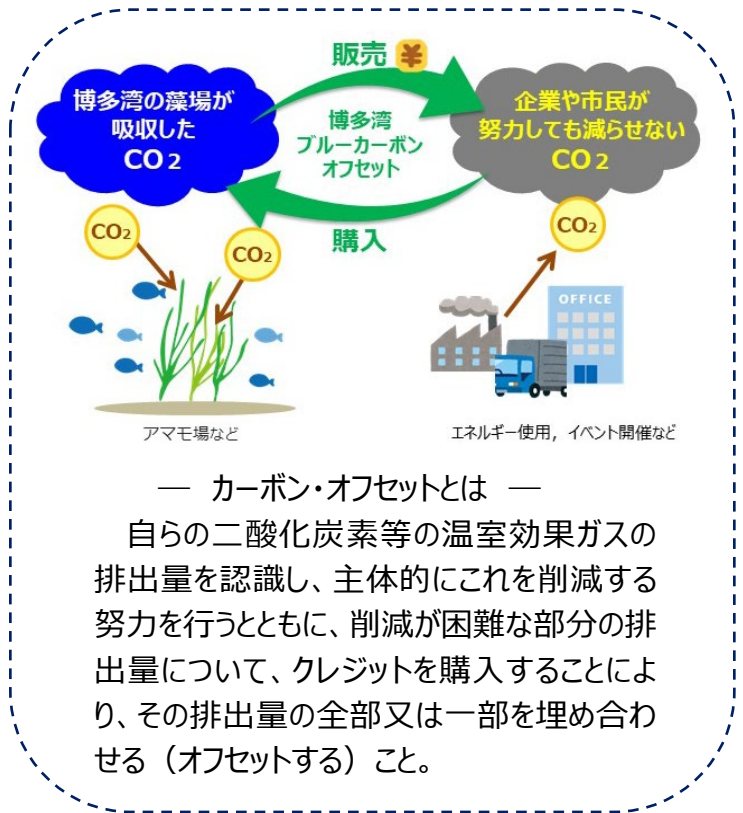 販売 ¥
博多湾の藻場が
吸収した
CO2
博多湾
ブルーカーボン
オフセット
企業や市民が
努力しても減らせない
CO2
購入
CO2
CO2
CO2
OFFICE
アマモ場など
エネルギー使用，イベント開催など
― カーボン・オフセットとは ―
自らの二酸化炭素等の温室効果ガスの
排出量を認識し、主体的にこれを削減する
努力を行うとともに、削減が困難な部分の排
出量について、クレジットを購入することによ
り、その排出量の全部又は一部を埋め合わ
せる（オフセットする）こと。